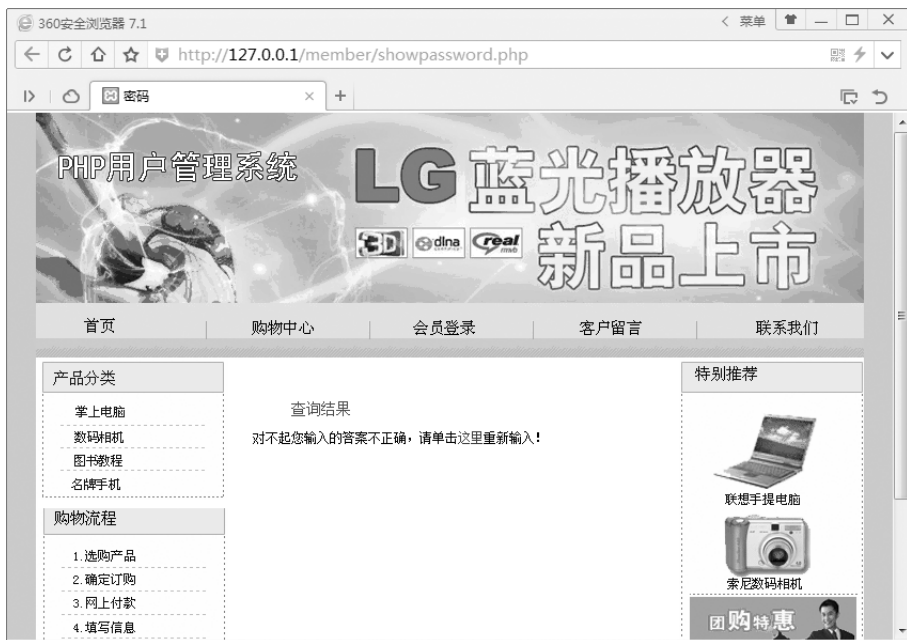 360安全浏览器 7.1
菜单
http://127.0.0.1/member/showpassword.php
密码
PHP用户管理系统
LG 蓝光播放器
新品上市
3D
dlna
real
首页
购物中心
会员登录
客户留言
联系我们
产品分类
掌上电脑
数码相机
图书教程
名牌手机
购物流程
1.选购产品
2.确定订购
3.网上付款
4.填写信息
查询结果
对不起您输入的答案不正确，请单击这里重新输入！
特别推荐
联想手提电脑
索尼数码相机
团购特惠